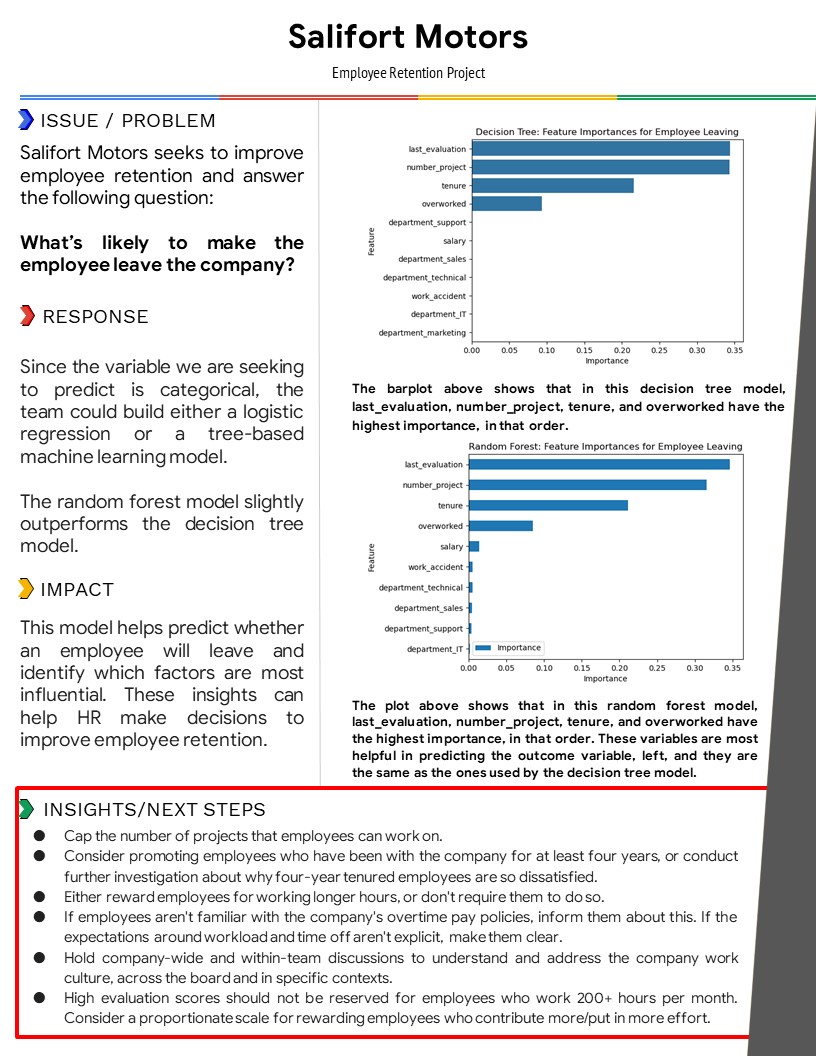 Salifort Motors
Employee Retention Project
ISSUE / PROBLEM
Salifort Motors seeks to improve
employee retention and answer
the following question:
What's likely to make the
employee leave the company?
RESPONSE
Since the variable we are seeking
to predict is categorical, the
team could build either a logistic
regression or a tree-based
machine learning model.
The random forest model slightly
outperforms the decision tree
model.
IMPACT
This model helps predict whether
an employee will leave and
identify which factors are most
influential. These insights can
help HR make decisions to
improve employee retention.
Decision Tree: Feature Importances for Employee Leaving
last_evaluation
number_project
tenure
overworked
department_support
salary
department_sales
department_technical
work_accident
department_IT
department_marketing
Feature
0.00 0.05 0.10 0.15 0.20 0.25 0.30 0.35
Importance
The barplot above shows that in this decision tree model,
last_evaluation, number_project, tenure, and overworked have the
highest importance, in that order.
Random Forest: Feature Importances for Employee Leaving
last_evaluation
number_project
tenure
overworked
salary
work_accident
department_technical
department_sales
department_support
department_IT
Feature
Importance
0.00 0.05 0.10 0.15 0.20 0.25 0.30 0.35
Importance
The plot above shows that in this random forest model,
last_evaluation, number_project, tenure, and overworked have
the highest importance, in that order. These variables are most
helpful in predicting the outcome variable, left, and they are
the same as the ones used by the decision tree model.
INSIGHTS/NEXT STEPS
● Cap the number of projects that employees can work on.
● Consider promoting employees who have been with the company for at least four years, or conduct
further investigation about why four-year tenured employees are so dissatisfied.
● Either reward employees for working longer hours, or don't require them to do so.
● If employees aren't familiar with the company's overtime pay policies, inform them about this. If the
expectations around workload and time off aren't explicit, make them clear.
● Hold company-wide and within-team discussions to understand and address the company work
culture, across the board and in specific contexts.
● High evaluation scores should not be reserved for employees who work 200+ hours per month.
Consider a proportionate scale for rewarding employees who contribute more/put in more effort.